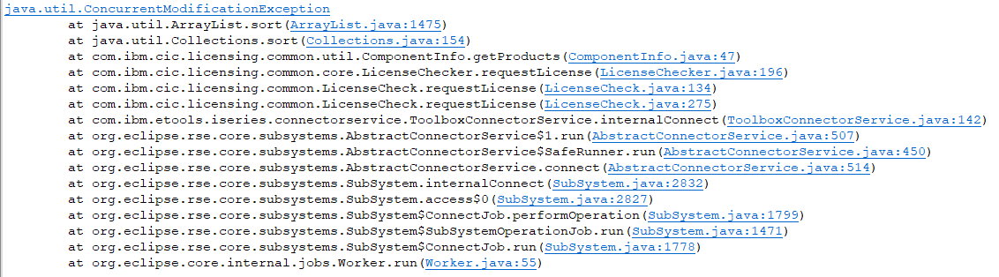 java.util.ConcurrentModificationException
at java.util.ArrayList.sort(ArrayList.java:1475)
at java.util.Collections.sort(Collections.java:154)
at com.ibm.cic.licensing.common.util.ComponentInfo.getProducts(ComponentInfo.java:47)
at com.ibm.cic.licensing.common.core.LicenseChecker.requestLicense(LicenseChecker.java:196)
at com.ibm.cic.licensing.common.LicenseCheck.requestLicense(LicenseCheck.java:134)
at com.ibm.cic.licensing.common.LicenseCheck.requestLicense(LicenseCheck.java:275)
at com.ibm.etools.iseries.connectorservice.ToolboxConnectorService.internalConnect(ToolboxConnectorService.java:142)
at org.eclipse.rse.core.subsystems.AbstractConnectorService$1.run(AbstractConnectorService.java:507)
at org.eclipse.rse.core.subsystems.AbstractConnectorService$SafeRunner.run(AbstractConnectorService.java:450)
at org.eclipse.rse.core.subsystems.AbstractConnectorService.connect(AbstractConnectorService.java:514)
at org.eclipse.rse.core.subsystems.SubSystem.internalConnect(SubSystem.java:2832)
at org.eclipse.rse.core.subsystems.SubSystem.access$0(SubSystem.java:2827)
at org.eclipse.rse.core.subsystems.SubSystem$ConnectJob.performOperation(SubSystem.java:1799)
at org.eclipse.rse.core.subsystems.SubSystem$SubSystemOperationJob.run(SubSystem.java:1471)
at org.eclipse.rse.core.subsystems.SubSystem$ConnectJob.run(SubSystem.java:1778)
at org.eclipse.core.internal.jobs.Worker.run(Worker.java:55)